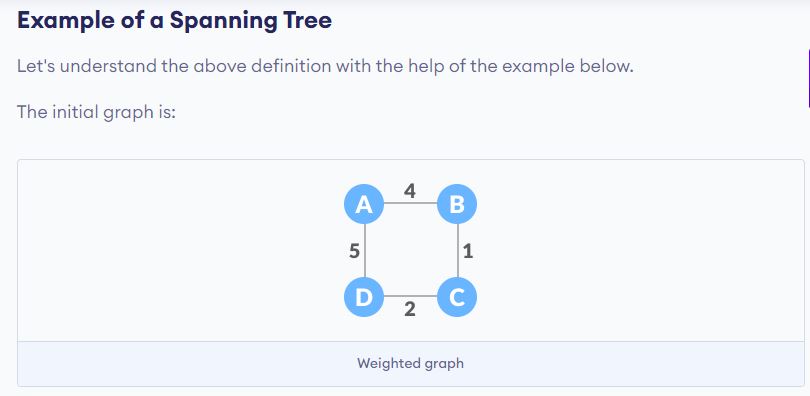 Example of a Spanning Tree
Let's understand the above definition with the help of the example below.
The initial graph is:
4
A B
5 1
D C
2
Weighted graph